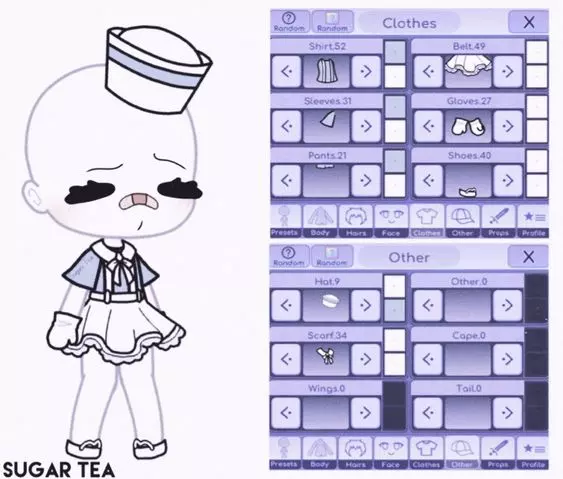 Random
Random
Clothes
X
Shirt.52
Belt.49
Sleeves.31
Gloves.27
Pants.21
Shoes.40
Presets
Body
Hairs
Face
Clothes
Other
Props
Profile
Random
Random
Other
X
Hat.9
Other.0
Scarf.34
Cape.0
Wings.0
Tail.0
Presets
Body
Hairs
Face
Clothes
Other
Props
Profile
SUGAR TEA